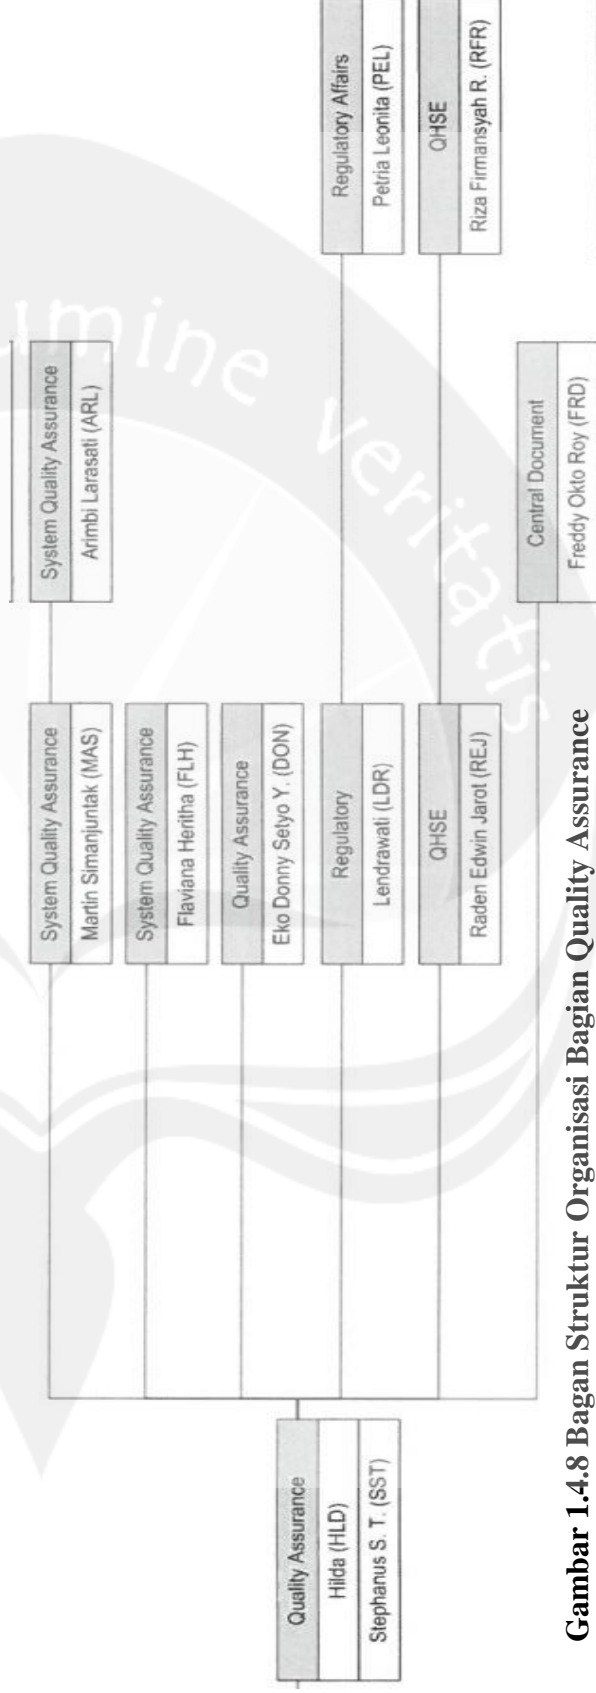 Quality Assurance
Hilda (HLD)
Stephanus S. T. (SST)
System Quality Assurance
Martin Simanjuntak (MAS)
System Quality Assurance
Flaviana Heritha (FLH)
Quality Assurance
Eko Donny Setyo Y. (DON)
Regulatory
Lendrawati (LDR)
QHSE
Raden Edwin Jarot (REJ)
System Quality Assurance
Arimbi Larasati (ARL)
Central Document
Freddy Okto Roy (FRD)
Regulatory Affairs
Petria Leonita (PEL)
QHSE
Riza Firmansyah R. (RFR)
Gambar 1.4.8 Bagan Struktur Organisasi Bagian Quality Assurance
umine veritatis